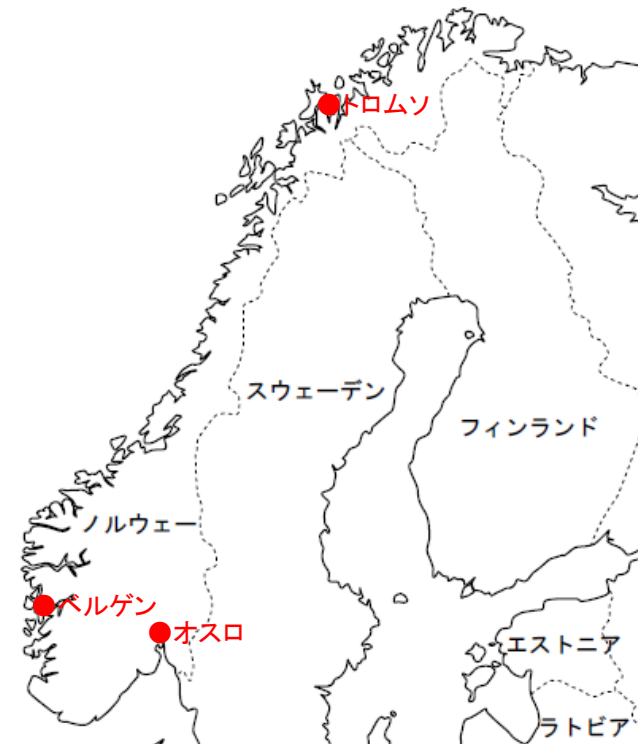 トロムソ
スウェーデン
フィンランド
ノルウェー
ベルゲン
オスロ
エストニア
ラトビア